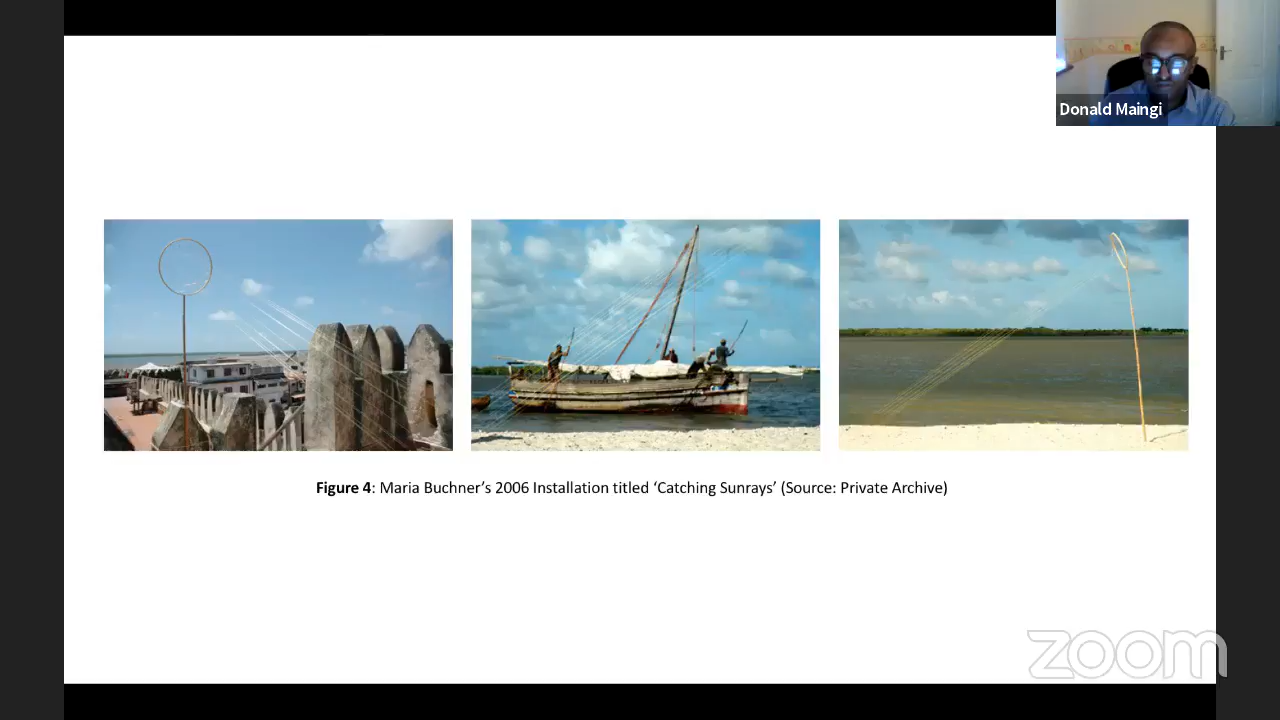 Donald Maingi
Figure 4: Maria Buchner’s 2006 Installation titled ‘Catching Sunrays’ (Source: Private Archive)
zoom